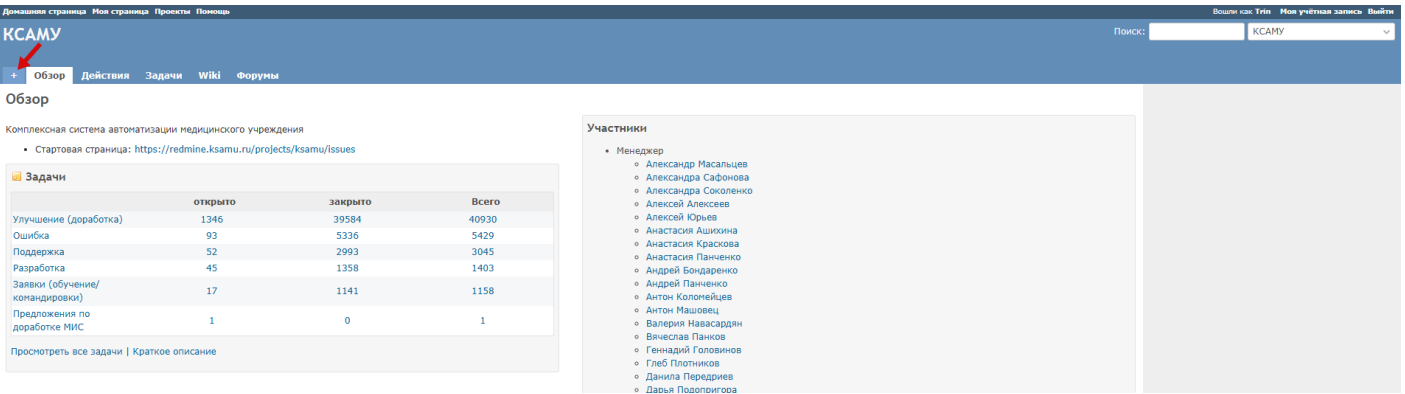 Домашняя страница Моя страница Проекты Помощь
Вошли как Trin Моя учётная запись Выйти
КСАМУ
Поиск:
КСАМУ
+ Обзор Действия Задачи Wiki Форумы
Обзор
Комплексная система автоматизации медицинского учреждения
Стартовая страница: https://redmine.ksamu.ru/projects/ksamu/issues
Задачи
открыто закрыто Всего
Улучшение (доработка) 1346 39584 40930
Ошибка 93 5336 5429
Поддержка 52 2993 3045
Разработка 45 1358 1403
Заявки (обучение/
командировки) 17 1141 1158
Предложения по
доработке МИС 1 0 1
Просмотреть все задачи | Краткое описание
Участники
Менеджер
Александр Масальцев
Александра Сафонова
Александра Соколенко
Алексей Алексеев
Алексей Юрьев
Анастасия Ашихина
Анастасия Краскова
Анастасия Панченко
Андрей Бондаренко
Андрей Панченко
Антон Коломейцев
Антон Машовец
Валерия Навасардян
Вячеслав Панков
Геннадий Головинов
Глеб Плотников
Данила Передриев
Дарья Подопригора